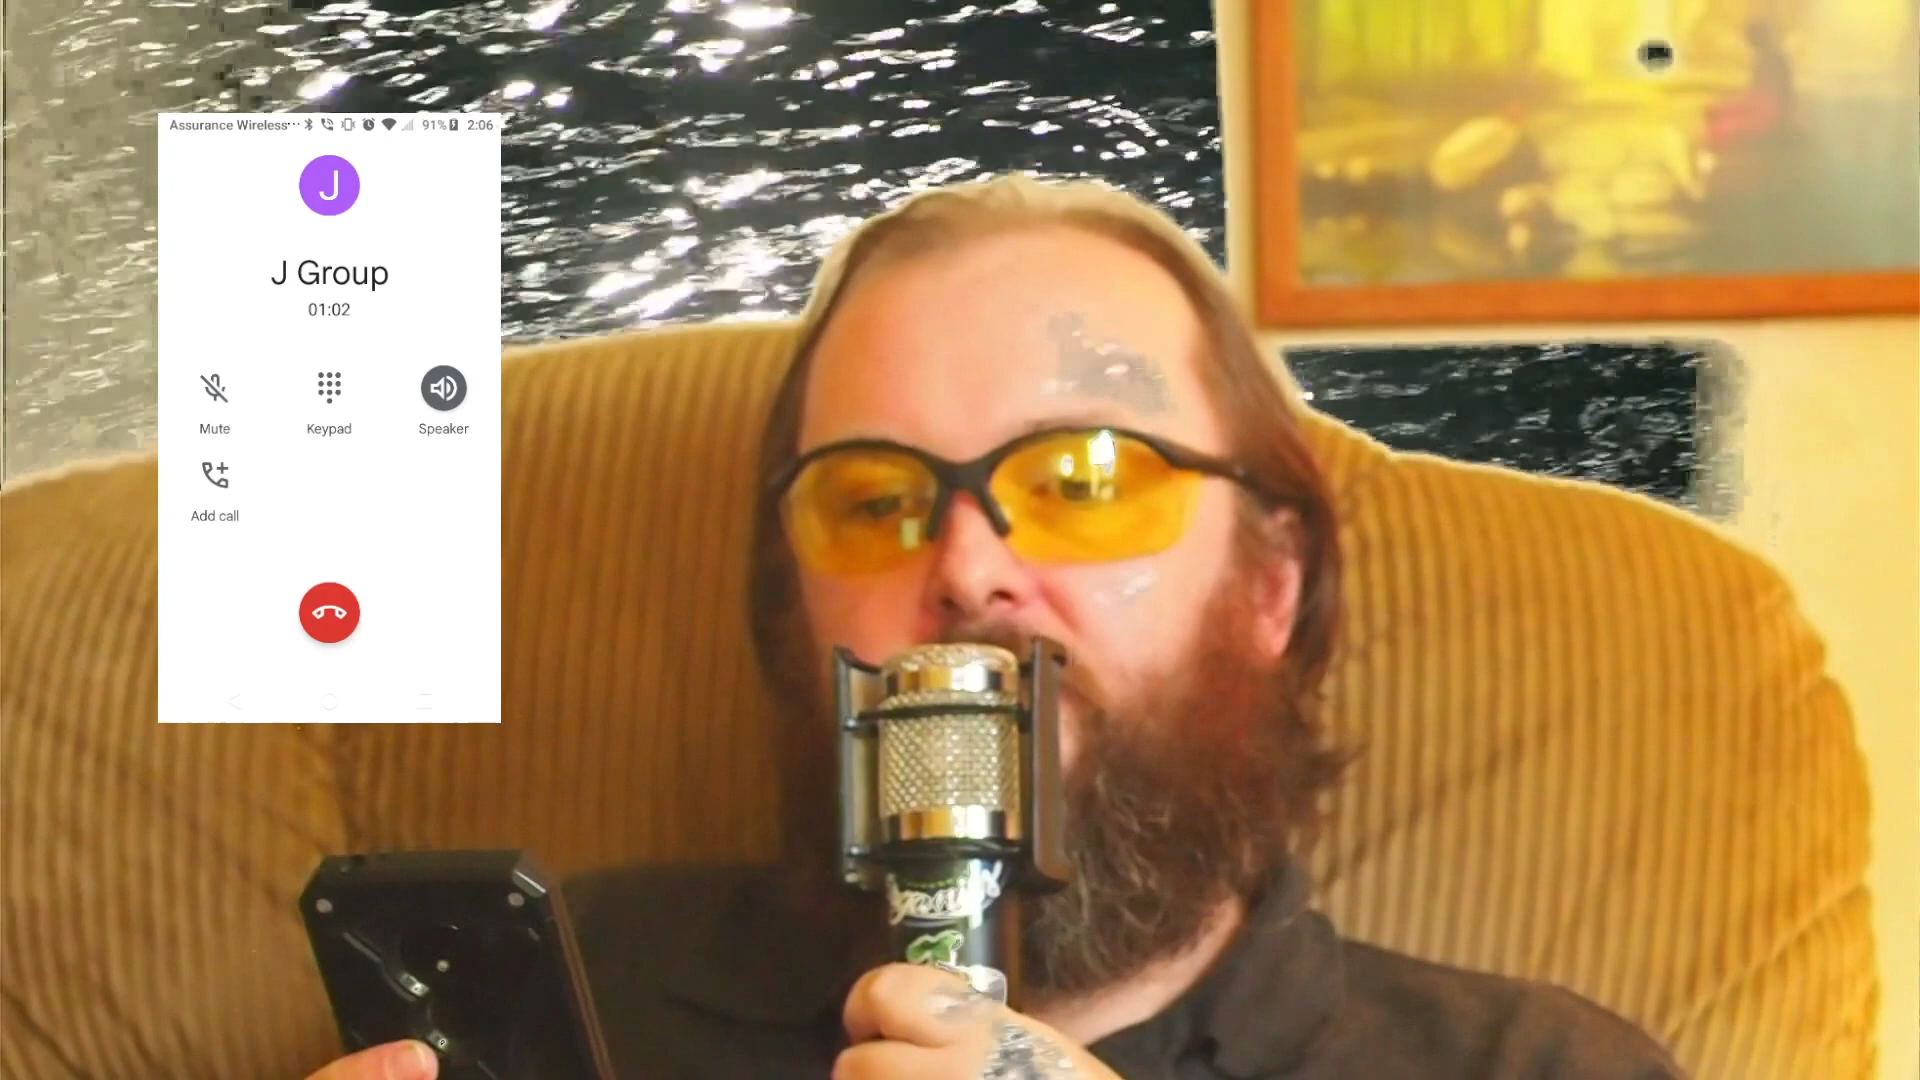 Assurance Wireless··· 91% 2:06
J
J Group
01:02
Mute Keypad Speaker
Add call